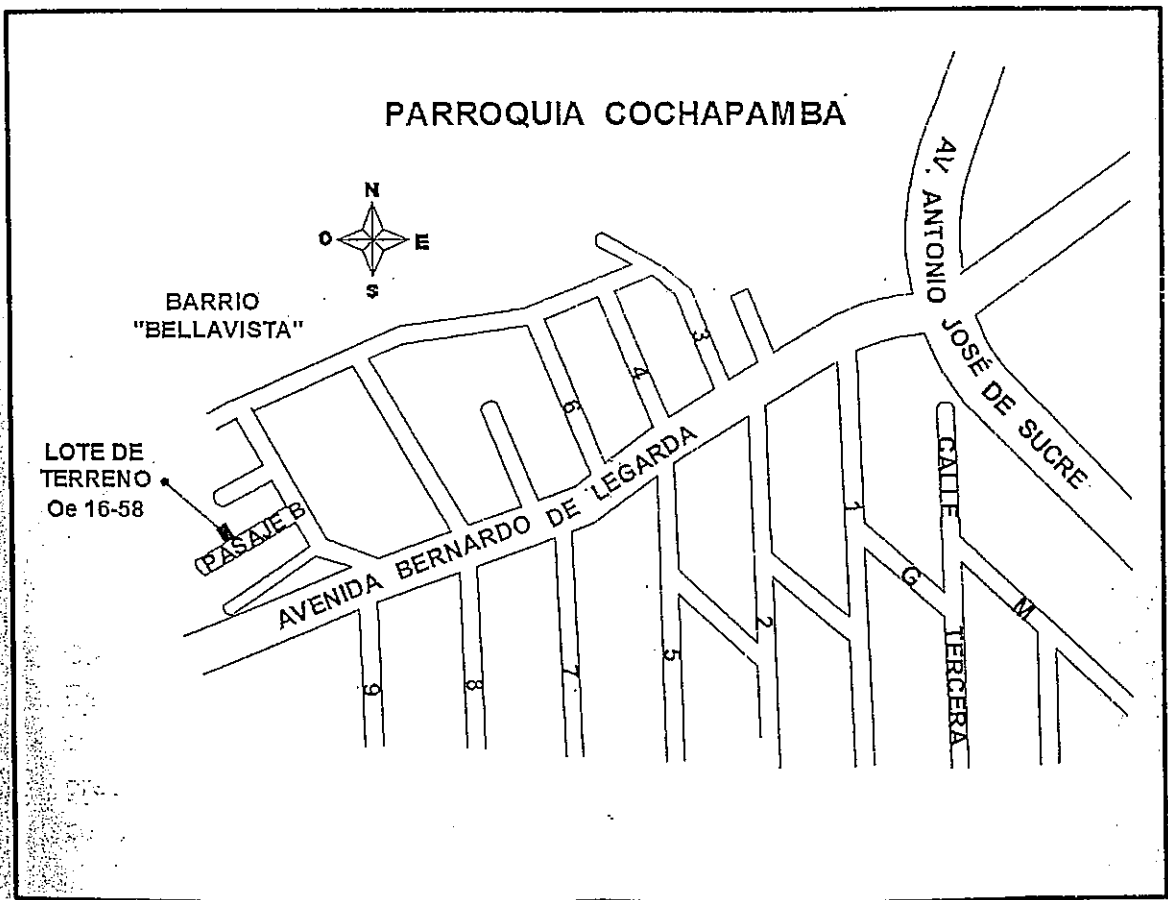 PARROQUIA COCHAPAMBA
N
O
E
S
BARRIO
"BELLAVISTA"
AV. ANTONIO JOSÉ DE SUCRE
LOTE DE
TERRENO
Oe 16-58
PASAJE B
AVENIDA BERNARDO DE LEGARDA
3
4
6
1
2
5
7
8
9
G
M
CALLE TERCERA